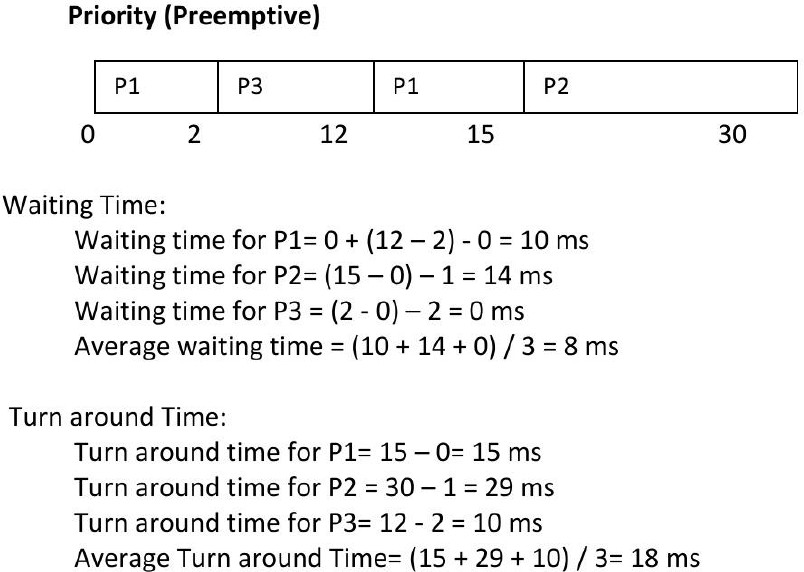 Priority (Preemptive)
P1 P3 P1 P2
0 2 12 15 30
Waiting Time:
Waiting time for P1= 0 + (12 – 2) - 0 = 10 ms
Waiting time for P2= (15 – 0) – 1 = 14 ms
Waiting time for P3 = (2 - 0) – 2 = 0 ms
Average waiting time = (10 + 14 + 0) / 3 = 8 ms
Turn around Time:
Turn around time for P1= 15 – 0= 15 ms
Turn around time for P2 = 30 – 1 = 29 ms
Turn around time for P3= 12 - 2 = 10 ms
Average Turn around Time= (15 + 29 + 10) / 3= 18 ms